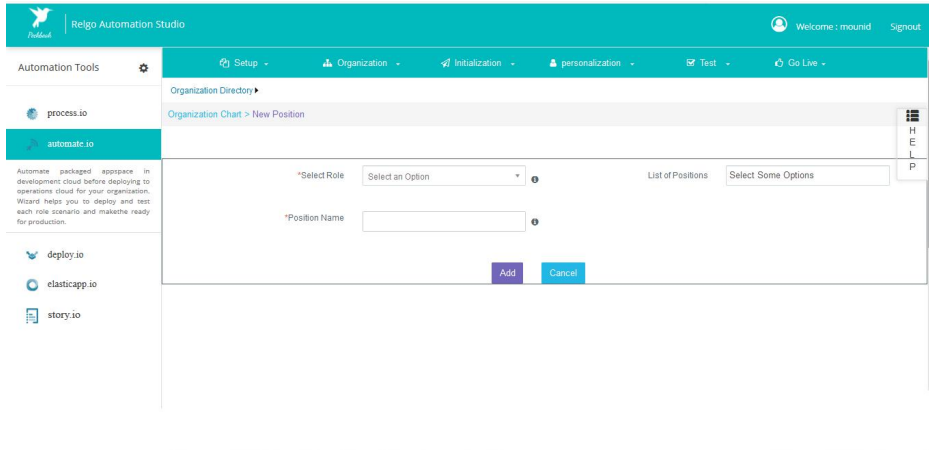 Relgo Automation Studio
Welcome : mounid
Signout
Automation Tools
Setup
Organization
Initialization
personalization
Test
Go Live
Organization Directory
process.io
Organization Chart > New Position
HELP
automate.io
Automate packaged appspace in
development cloud before deploying to
operations cloud for your organization.
Wizard helps you to deploy and test
each role scenario and makethe ready
for production.
*Select Role
Select an Option
List of Positions
Select Some Options
*Position Name
deploy.io
Add
Cancel
elasticapp.io
story.io